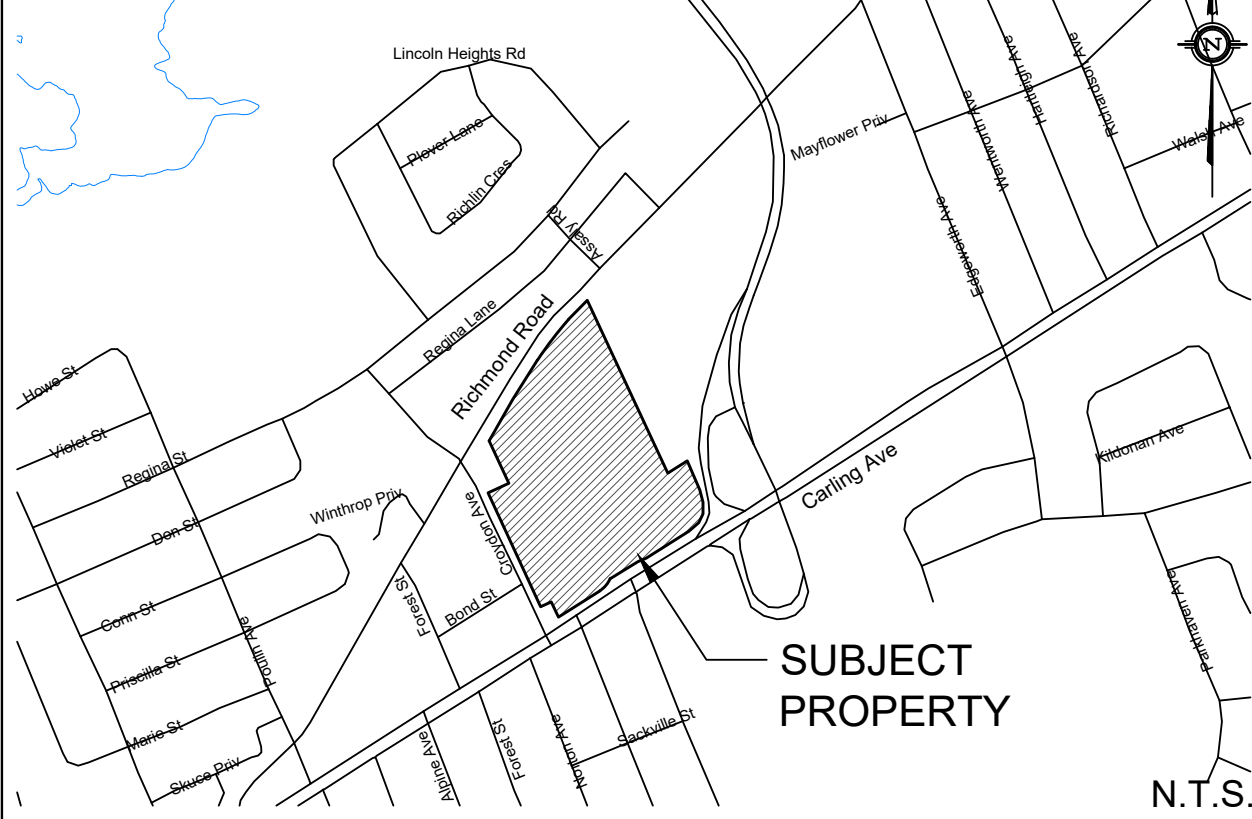 Lincoln Heights Rd
Plover Lane
Richlin Cres
Assaly Rd
Mayflower Priv
Edgeworth Ave
Wentworth Ave
Hanleigh Ave
Richardson Ave
Walsh Ave
N
Regina Lane
Richmond Road
Howe St
Violet St
Regina St
Don St
Winthrop Priv
Croydon Ave
Carling Ave
Kildonan Ave
Conn St
Priscilla St
Poulin Ave
Forest St
Bond St
Parkhaven Ave
SUBJECT
PROPERTY
Marie St
Skuce Priv
Alpine Ave
Forest St
Norton Ave
Sackville St
N.T.S.